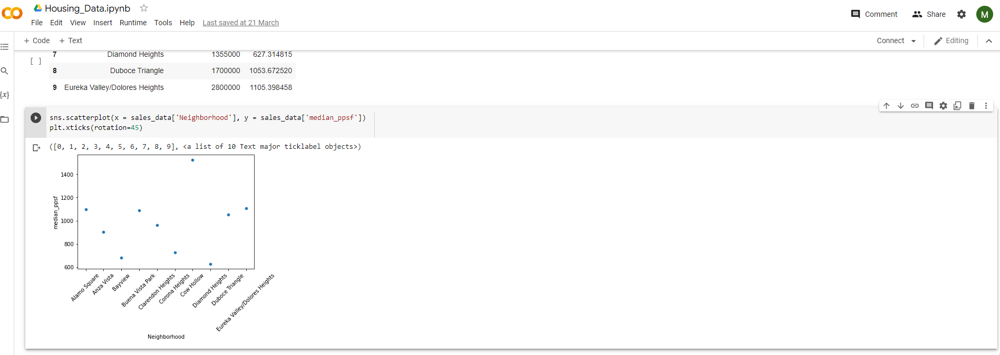 Housing_Data.ipynb
File Edit View Insert Runtime Tools Help Last saved at 21 March
Comment Share M
+ Code + Text
Connect Editing
[ ]
7 Diamond Heights 1355000 627.314815
8 Duboce Triangle 1700000 1053.672520
9 Eureka Valley/Dolores Heights 2800000 1105.398458
{x}
sns.scatterplot(x = sales_data['Neighborhood'], y = sales_data['median_ppsf'])
plt.xticks(rotation=45)
([0, 1, 2, 3, 4, 5, 6, 7, 8, 9], <a list of 10 Text major ticklabel objects>)
1400
1200
1000
800
600
median_ppsf
Alamo Square
Anza Vista
Bayview
Buena Vista Park
Clarendon Heights
Corona Heights
Cow Hollow
Diamond Heights
Duboce Triangle
Eureka Valley/Dolores Heights
Neighborhood